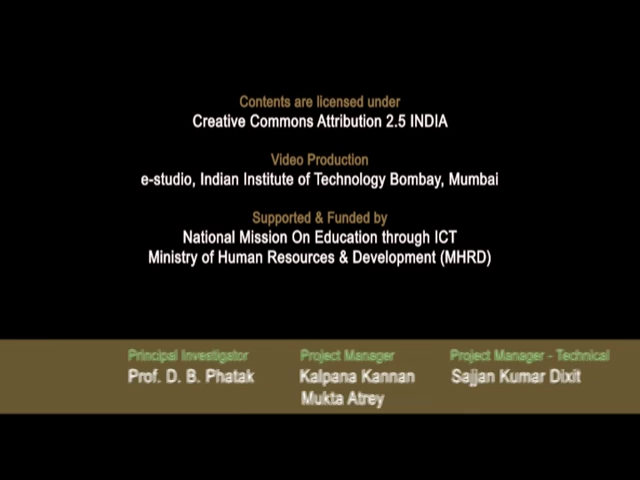 Contents are licensed under
Creative Commons Attribution 2.5 INDIA
Video Production
e-studio, Indian Institute of Technology Bombay, Mumbai
Supported & Funded by
National Mission On Education through ICT
Ministry of Human Resources & Development (MHRD)
Principal Investigator
Prof. D. B. Phatak
Project Manager
Kalpana Kannan
Mukta Atrey
Project Manager - Technical
Sajjan Kumar Dixit